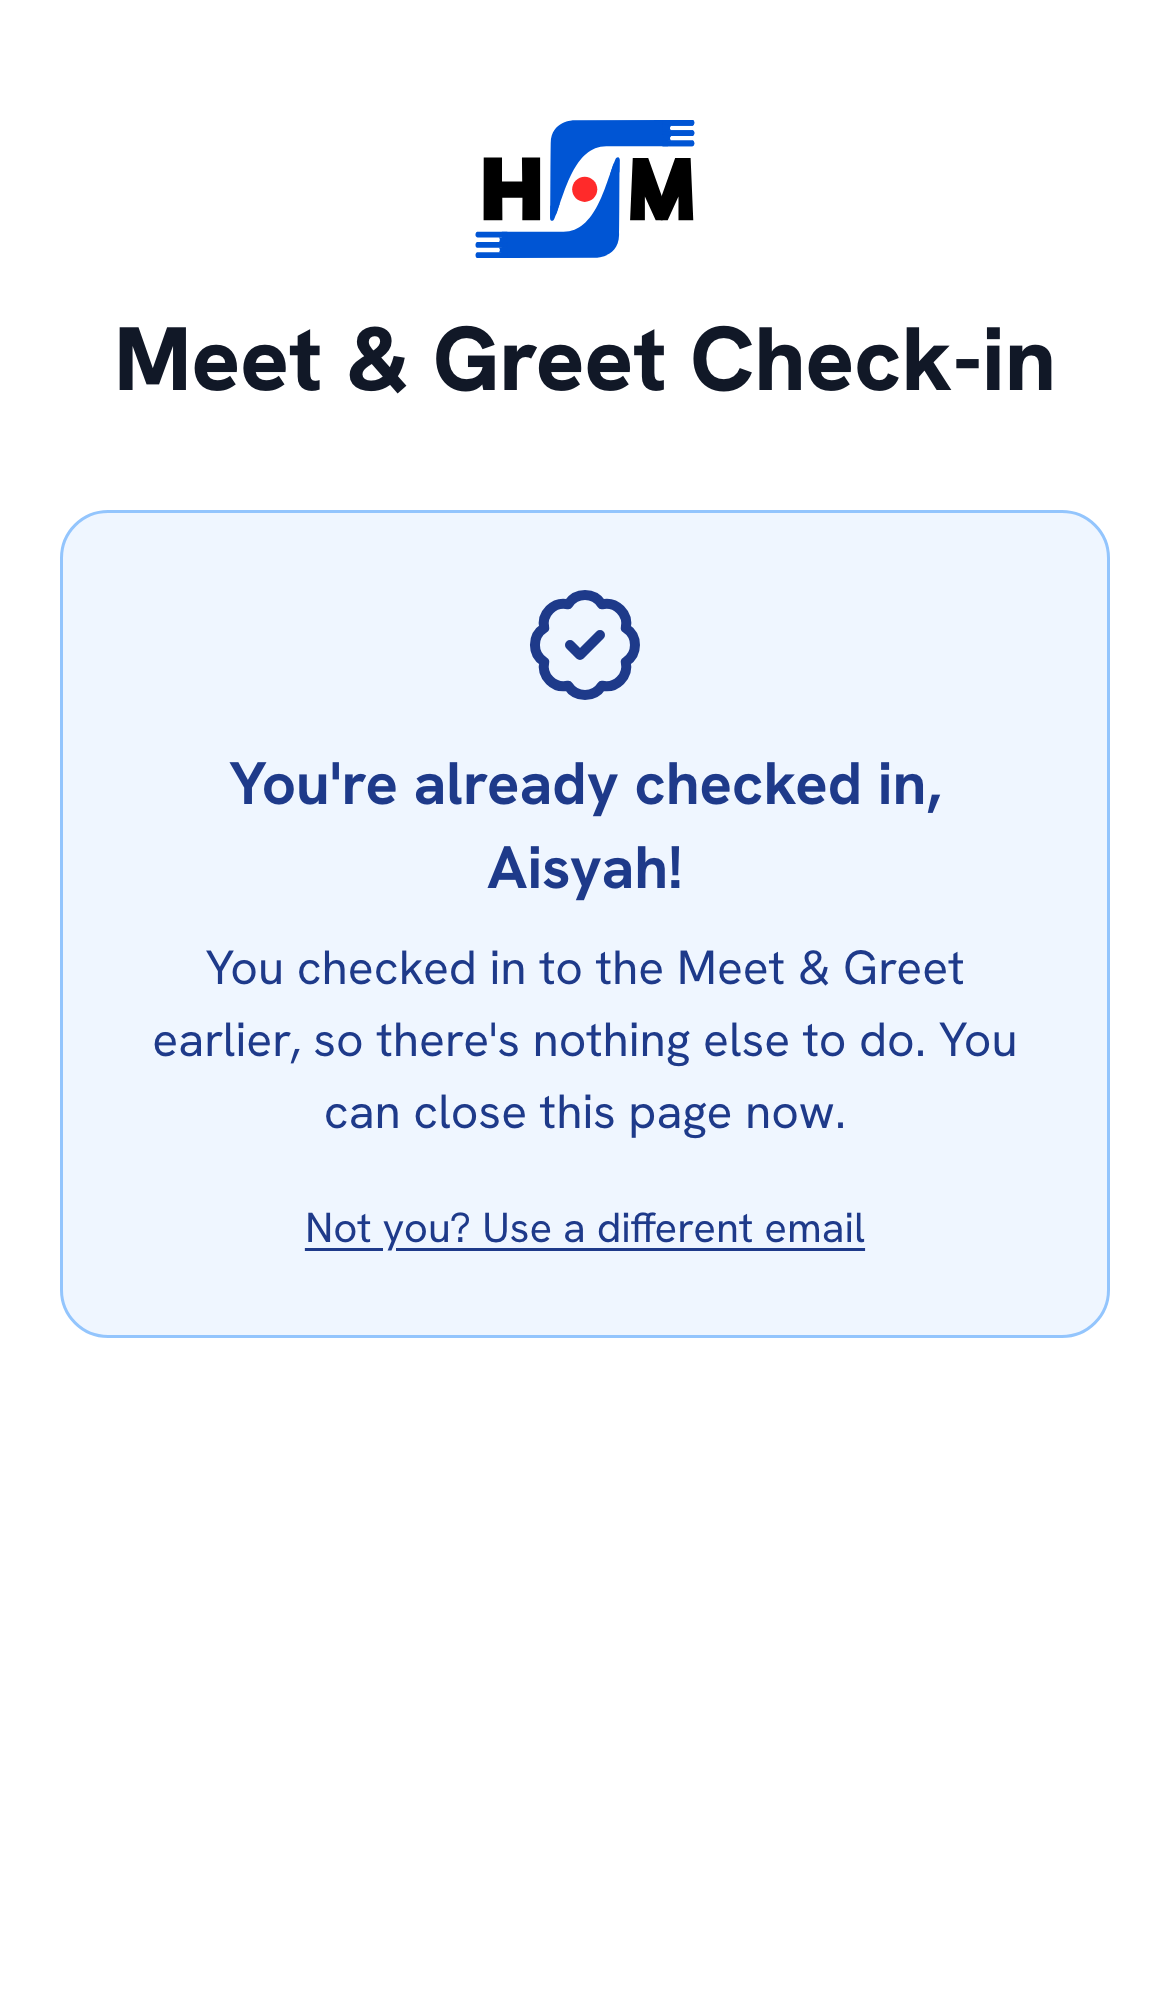 HSM
Meet & Greet Check-in
You're already checked in,
Aisyah!
You checked in to the Meet & Greet
earlier, so there's nothing else to do. You
can close this page now.
Not you? Use a different email